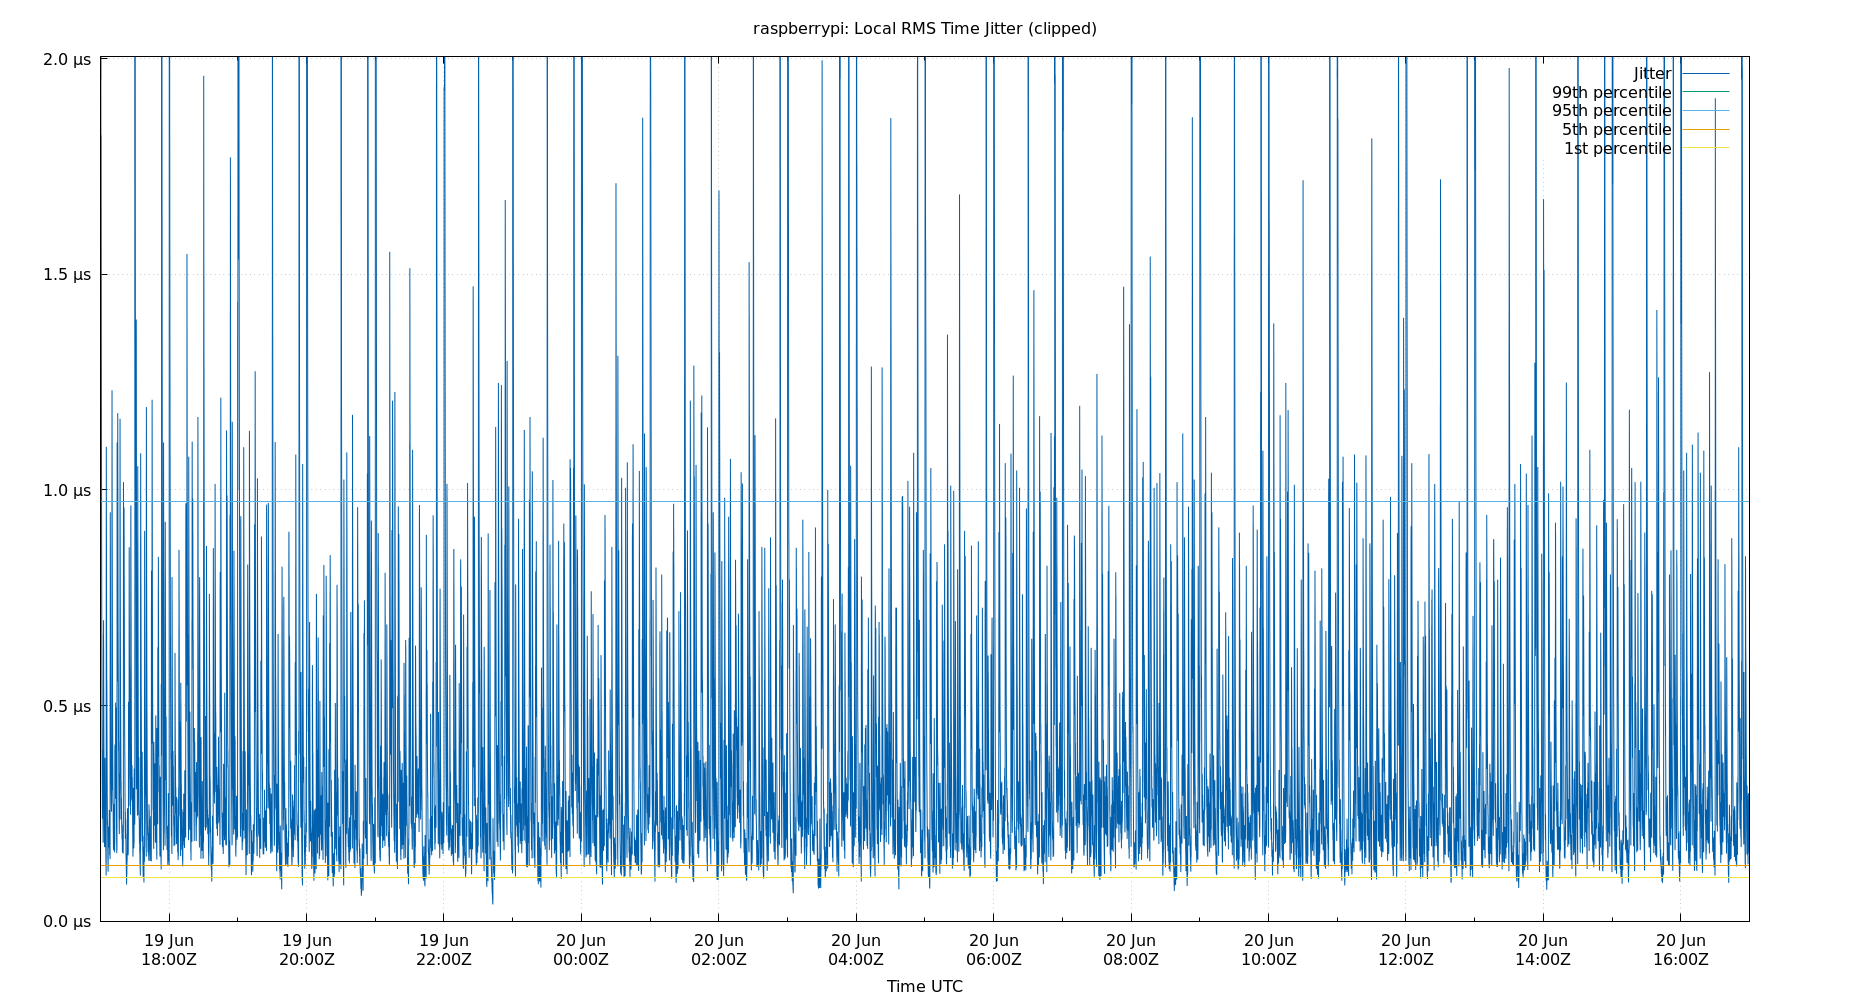 raspberrypi: Local RMS Time Jitter (clipped)
2.0 µs
1.5 µs
1.0 µs
0.5 µs
0.0 µs
Jitter
99th percentile
95th percentile
5th percentile
1st percentile
19 Jun 19 Jun 19 Jun 20 Jun 20 Jun 20 Jun 20 Jun 20 Jun 20 Jun 20 Jun 20 Jun 20 Jun
18:00Z 20:00Z 22:00Z 00:00Z 02:00Z 04:00Z 06:00Z 08:00Z 10:00Z 12:00Z 14:00Z 16:00Z
Time UTC